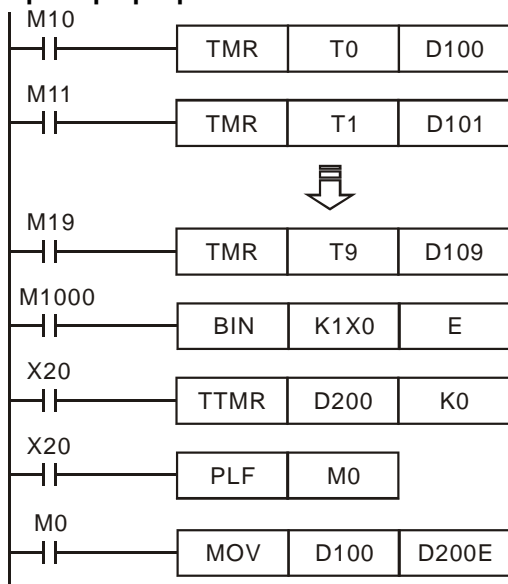 M10
TMR T0 D100
M11
TMR T1 D101
M19
TMR T9 D109
M1000
BIN K1X0 E
X20
TTMR D200 K0
X20
PLF M0
M0
MOV D100 D200E